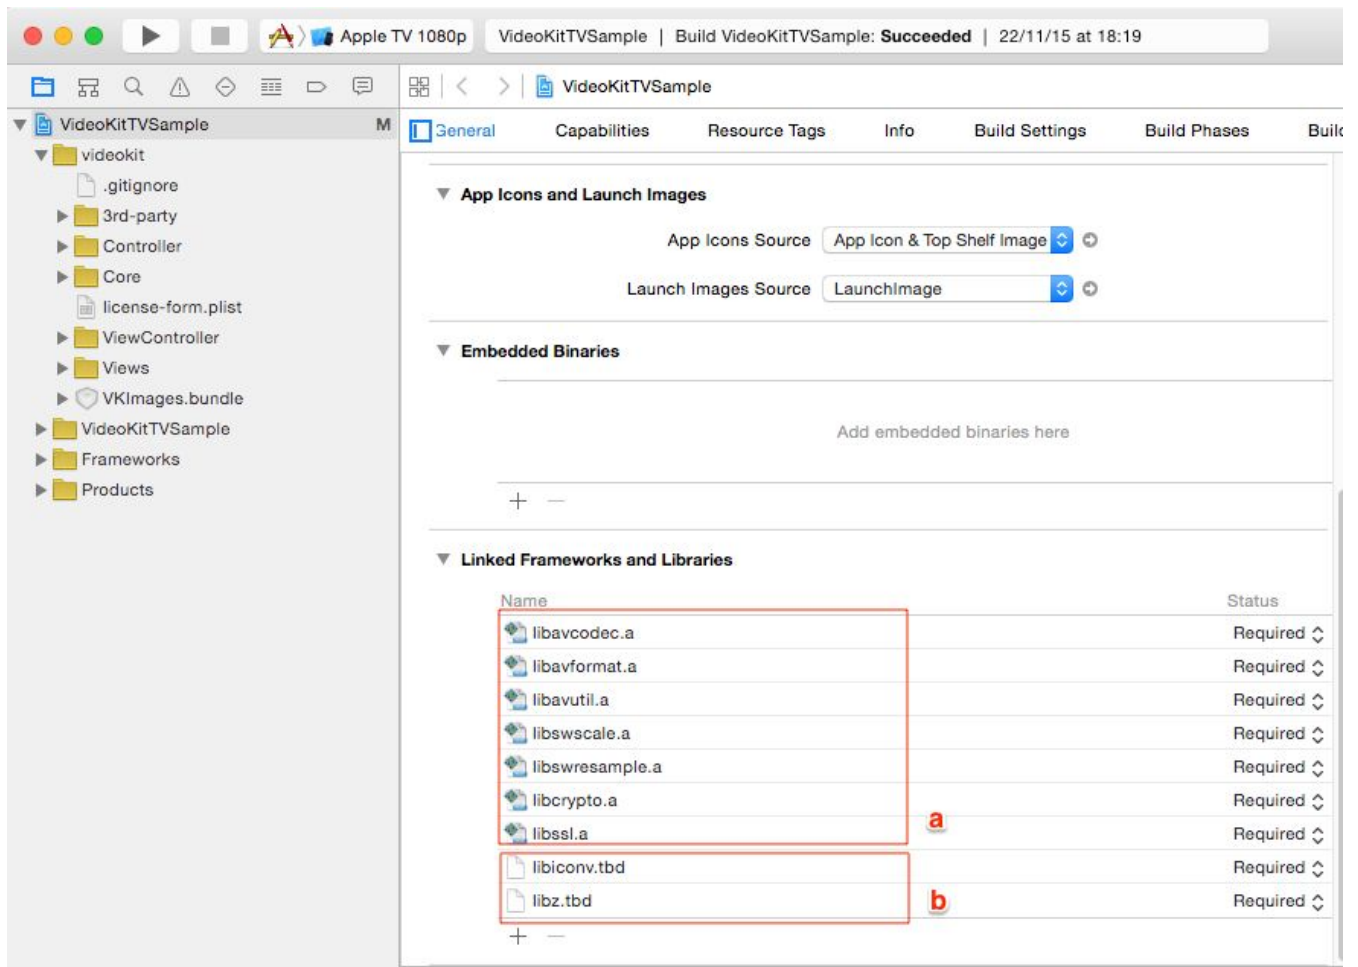 Apple TV 1080p VideoKitTVSample | Build VideoKitTVSample: Succeeded | 22/11/15 at 18:19
VideoKitTVSample
VideoKitTVSample M
General Capabilities Resource Tags Info Build Settings Build Phases Build
videokit
.gitignore
3rd-party
Controller
Core
license-form.plist
ViewController
Views
VKImages.bundle
VideoKitTVSample
Frameworks
Products
App Icons and Launch Images
App Icons Source App Icon & Top Shelf Image
Launch Images Source LaunchImage
Embedded Binaries
Add embedded binaries here
Linked Frameworks and Libraries
Name Status
libavcodec.a Required
libavformat.a Required
libavutil.a Required
libswscale.a Required
libswresample.a Required
libcrypto.a Required
a
libssl.a Required
libiconv.tbd Required
libz.tbd b Required